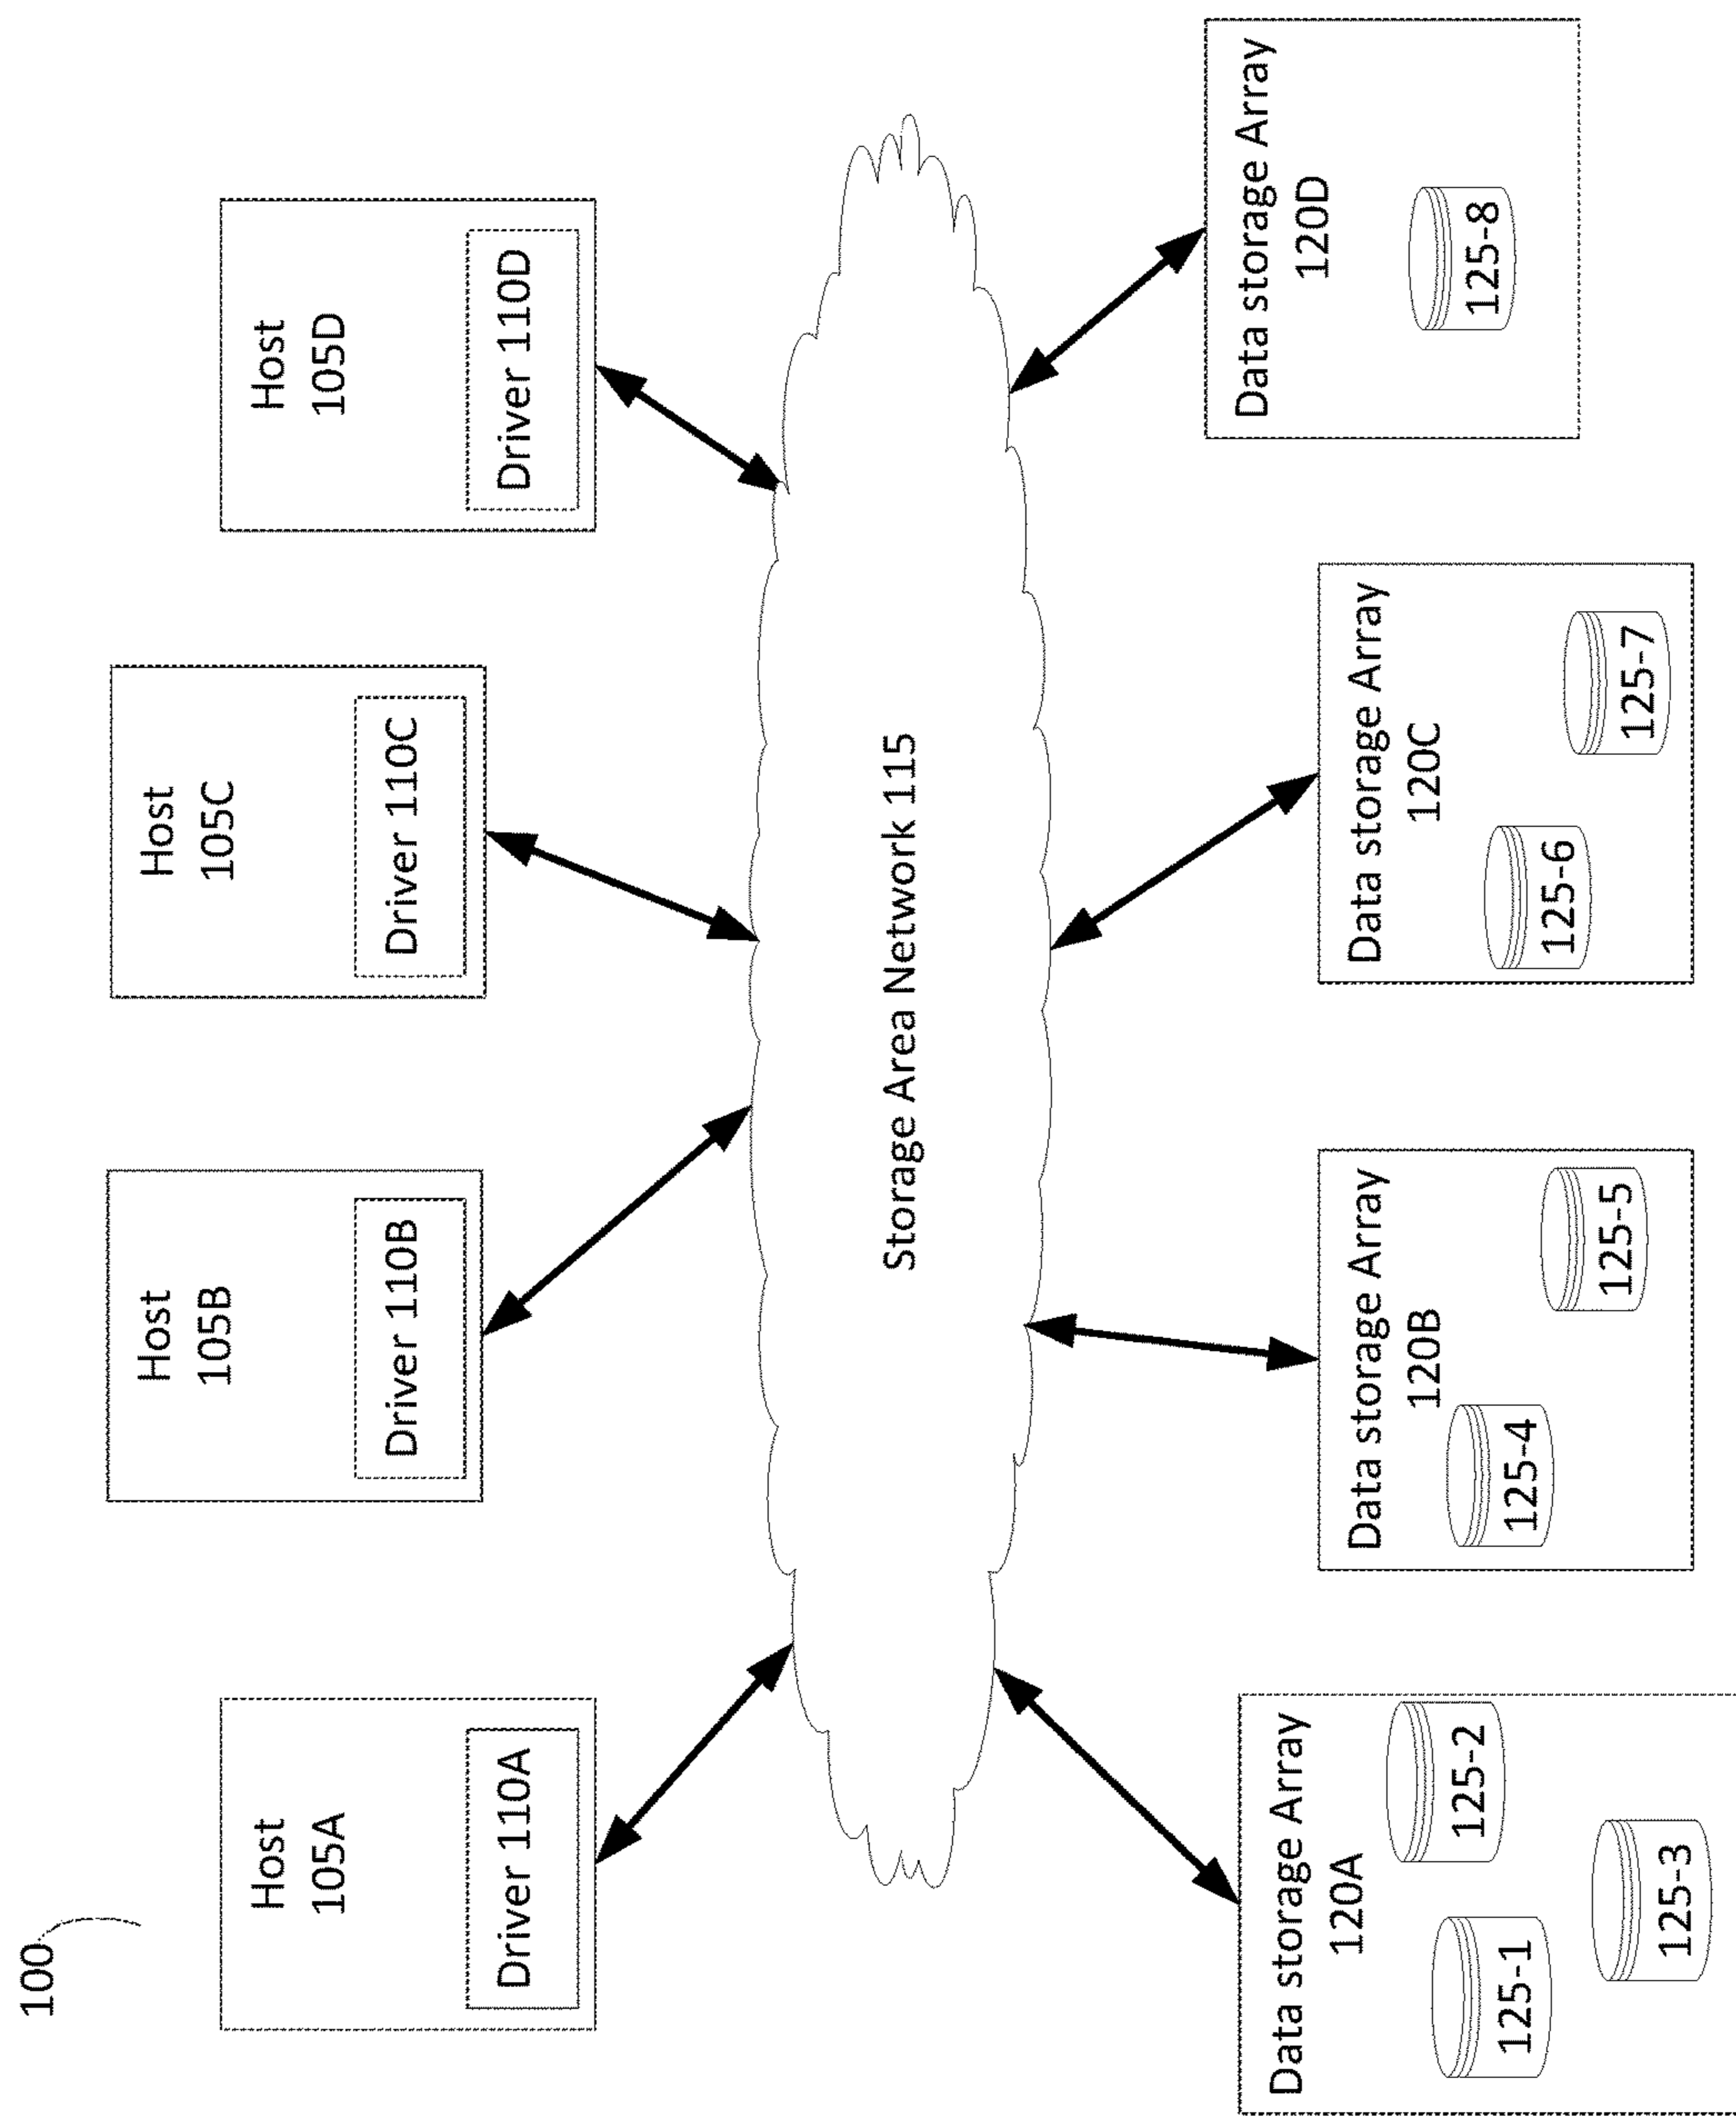 100
Host
105A
Driver 110A
Host
105B
Driver 110B
Host
105C
Driver 110C
Host
105D
Driver 110D
Storage Area Network 115
Data storage Array
120A
125-1
125-2
125-3
Data storage Array
120B
125-4
125-5
Data storage Array
120C
125-6
125-7
Data storage Array
120D
125-8